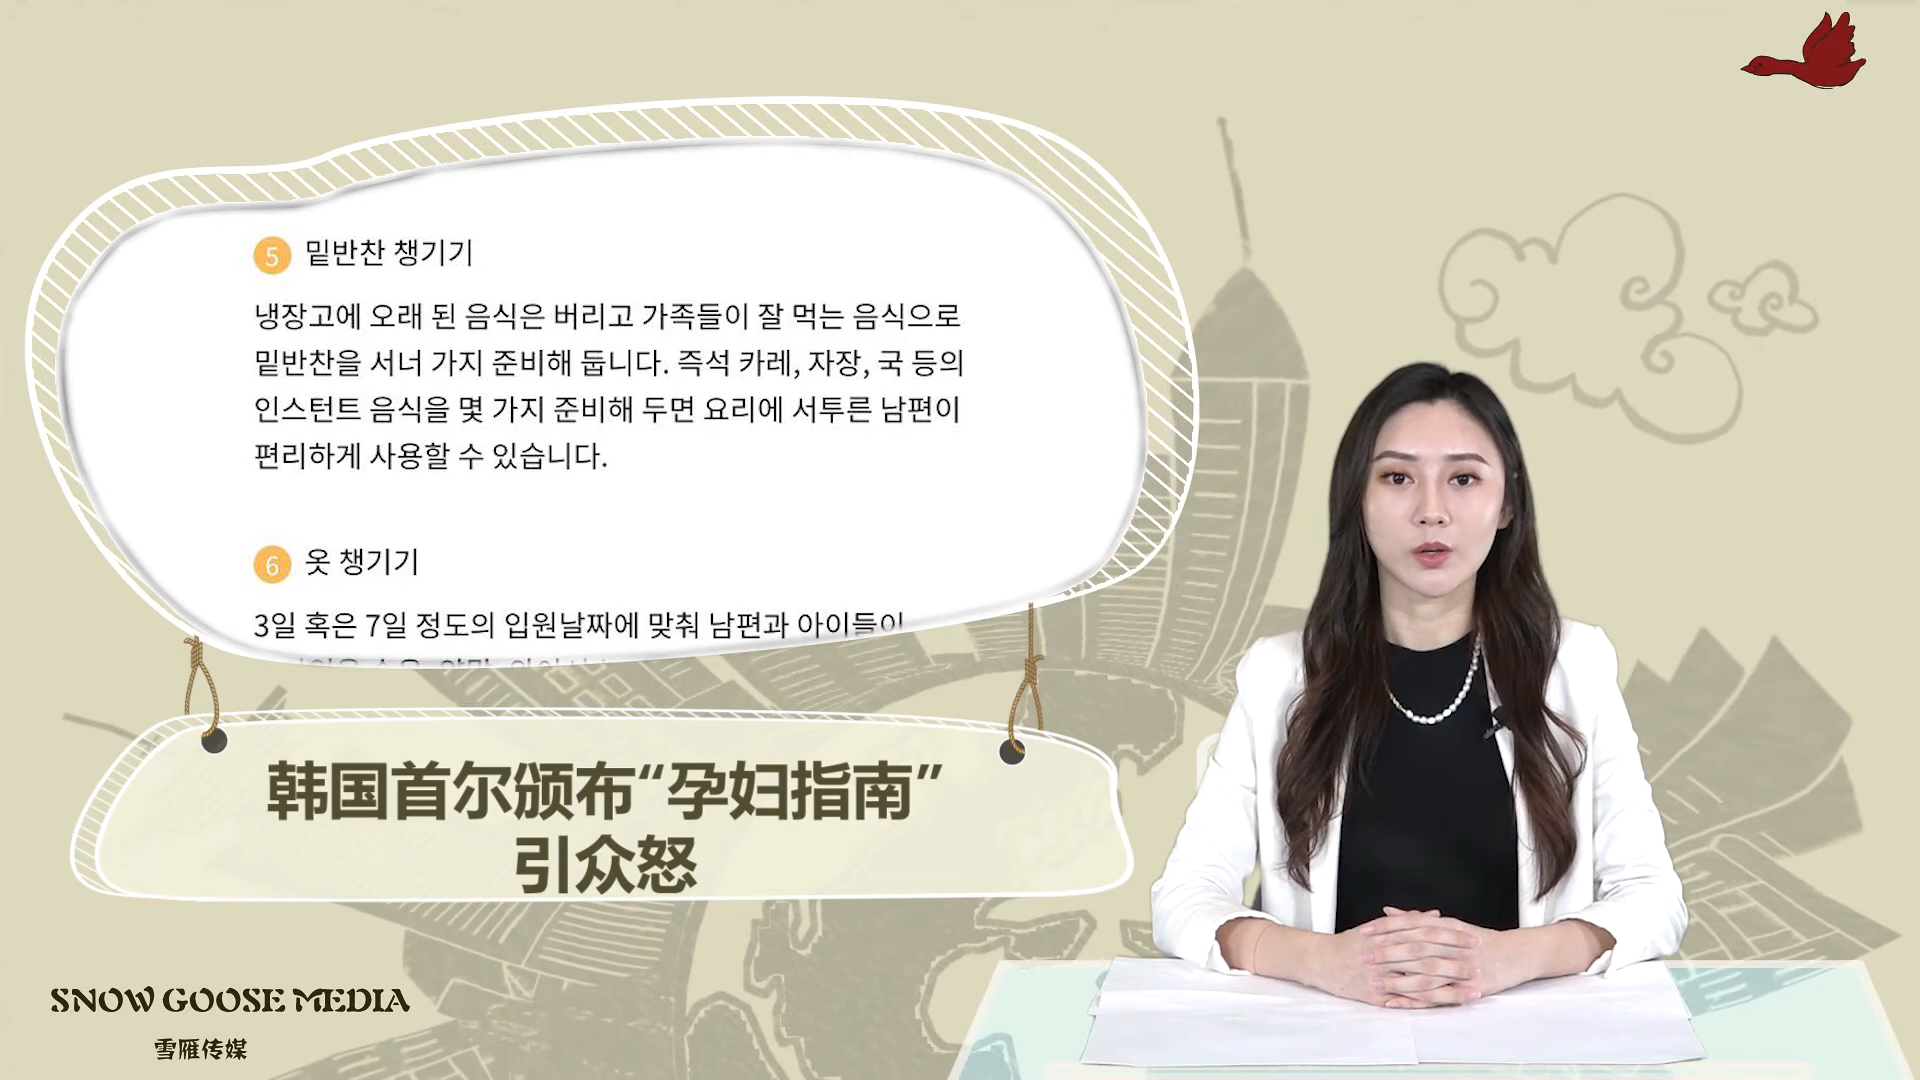 5 밑반찬 챙기기
냉장고에 오래 된 음식은 버리고 가족들이 잘 먹는 음식으로
밑반찬을 서너 가지 준비해 둡니다. 즉석 카레, 자장, 국 등의
인스턴트 음식을 몇 가지 준비해 두면 요리에 서투른 남편이
편리하게 사용할 수 있습니다.
6 옷 챙기기
3일 혹은 7일 정도의 입원날짜에 맞춰 남편과 아이들이
韩国首尔颁布“孕妇指南”
引众怒
SNOW GOOSE MEDIA
雪雁传媒